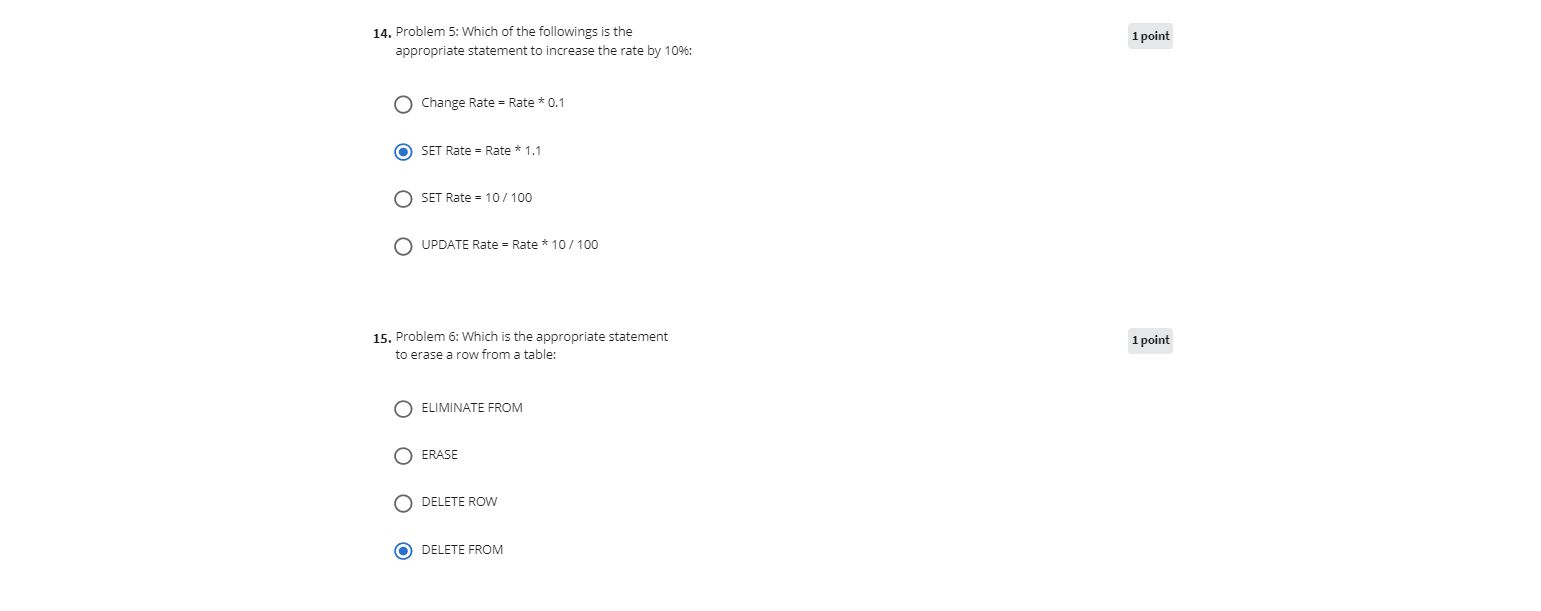 14. Problem 5: Which of the followings is the
appropriate statement to increase the rate by 10%:
1 point
Change Rate = Rate * 0.1
SET Rate = Rate * 1.1
SET Rate = 10 / 100
UPDATE Rate = Rate * 10 / 100
15. Problem 6: Which is the appropriate statement
to erase a row from a table:
1 point
ELIMINATE FROM
ERASE
DELETE ROW
DELETE FROM